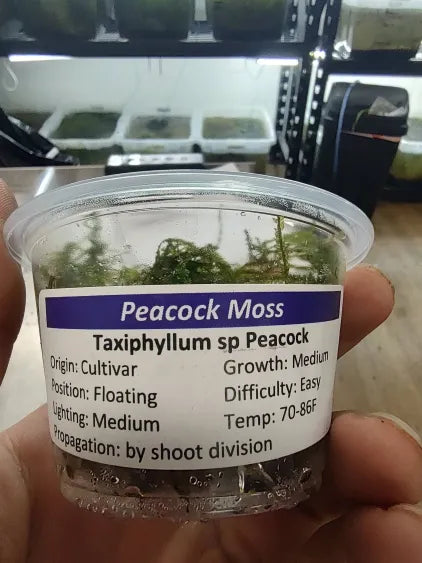 Peacock Moss
Taxiphyllum sp Peacock
Origin: Cultivar Growth: Medium
Position: Floating Difficulty: Easy
Lighting: Medium Temp: 70-86F
Propagation: by shoot division